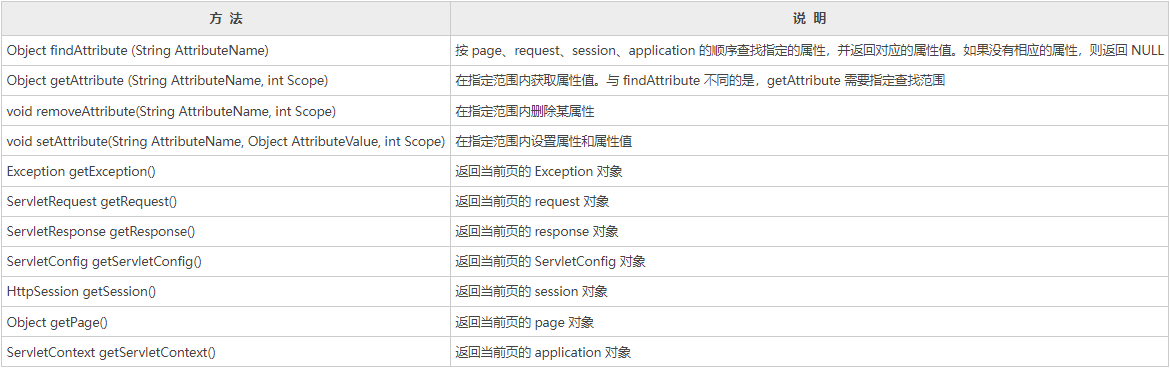 方 法 说 明
Object findAttribute (String AttributeName) 按 page、request、session、application 的顺序查找指定的属性，并返回对应的属性值。如果没有相应的属性，则返回 NULL
Object getAttribute (String AttributeName, int Scope) 在指定范围内获取属性值。与 findAttribute 不同的是，getAttribute 需要指定查找范围
void removeAttribute(String AttributeName, int Scope) 在指定范围内删除某属性
void setAttribute(String AttributeName, Object AttributeValue, int Scope) 在指定范围内设置属性和属性值
Exception getException() 返回当前页的 Exception 对象
ServletRequest getRequest() 返回当前页的 request 对象
ServletResponse getResponse() 返回当前页的 response 对象
ServletConfig getServletConfig() 返回当前页的 ServletConfig 对象
HttpSession getSession() 返回当前页的 session 对象
Object getPage() 返回当前页的 page 对象
ServletContext getServletContext() 返回当前页的 application 对象